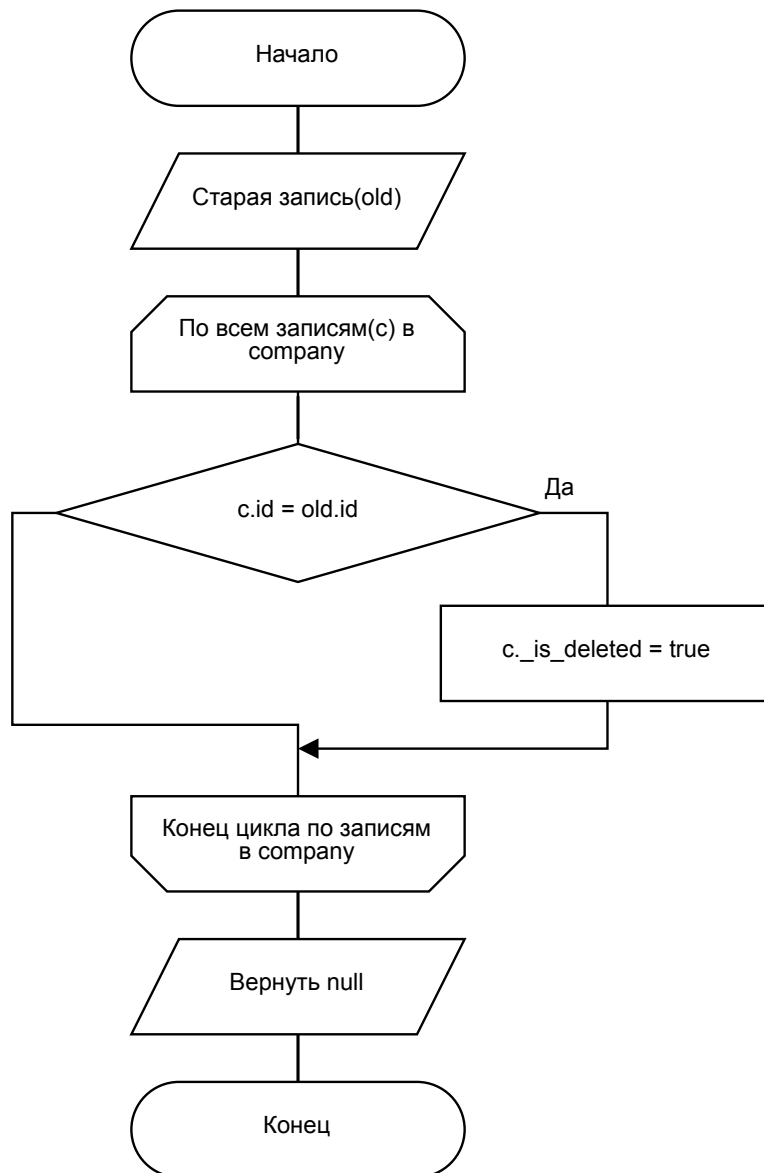 Начало
Старая запись(old)
По всем записям(c) в
company
Да
c.id = old.id
c._is_deleted = true
Конец цикла по записям
в company
Вернуть null
Конец